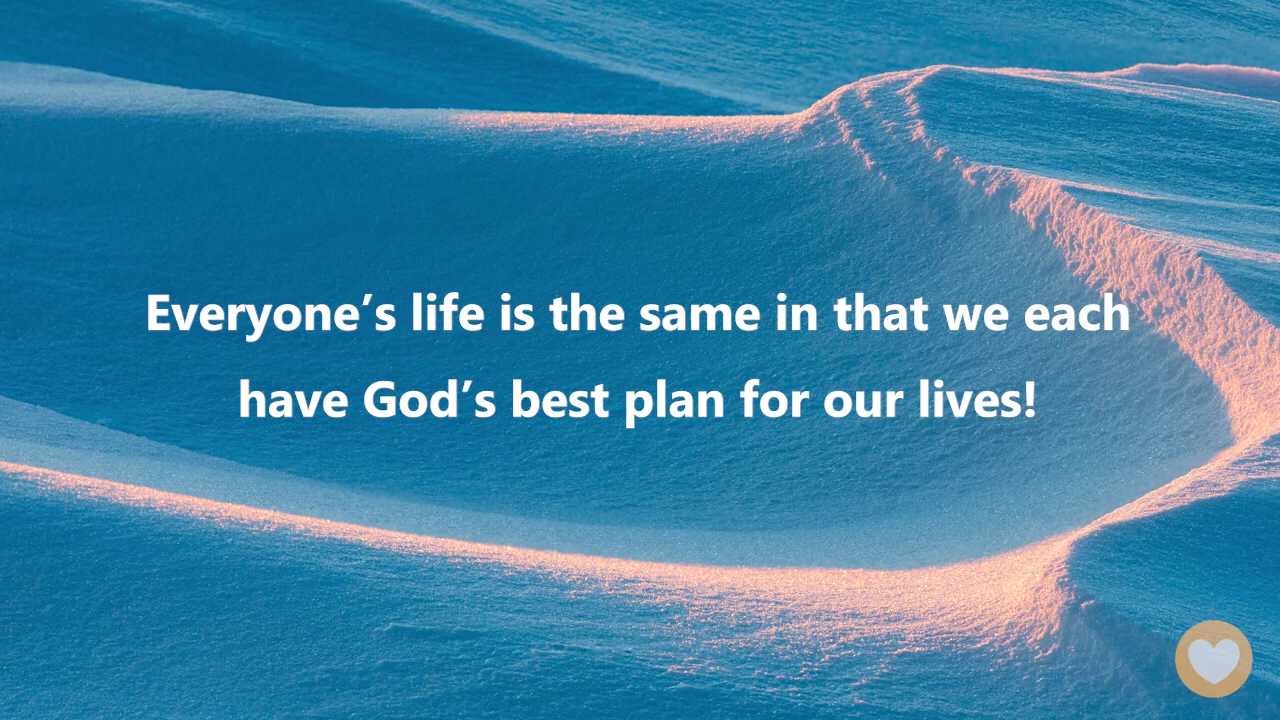 Everyone’s life is the same in that we each
have God’s best plan for our lives!